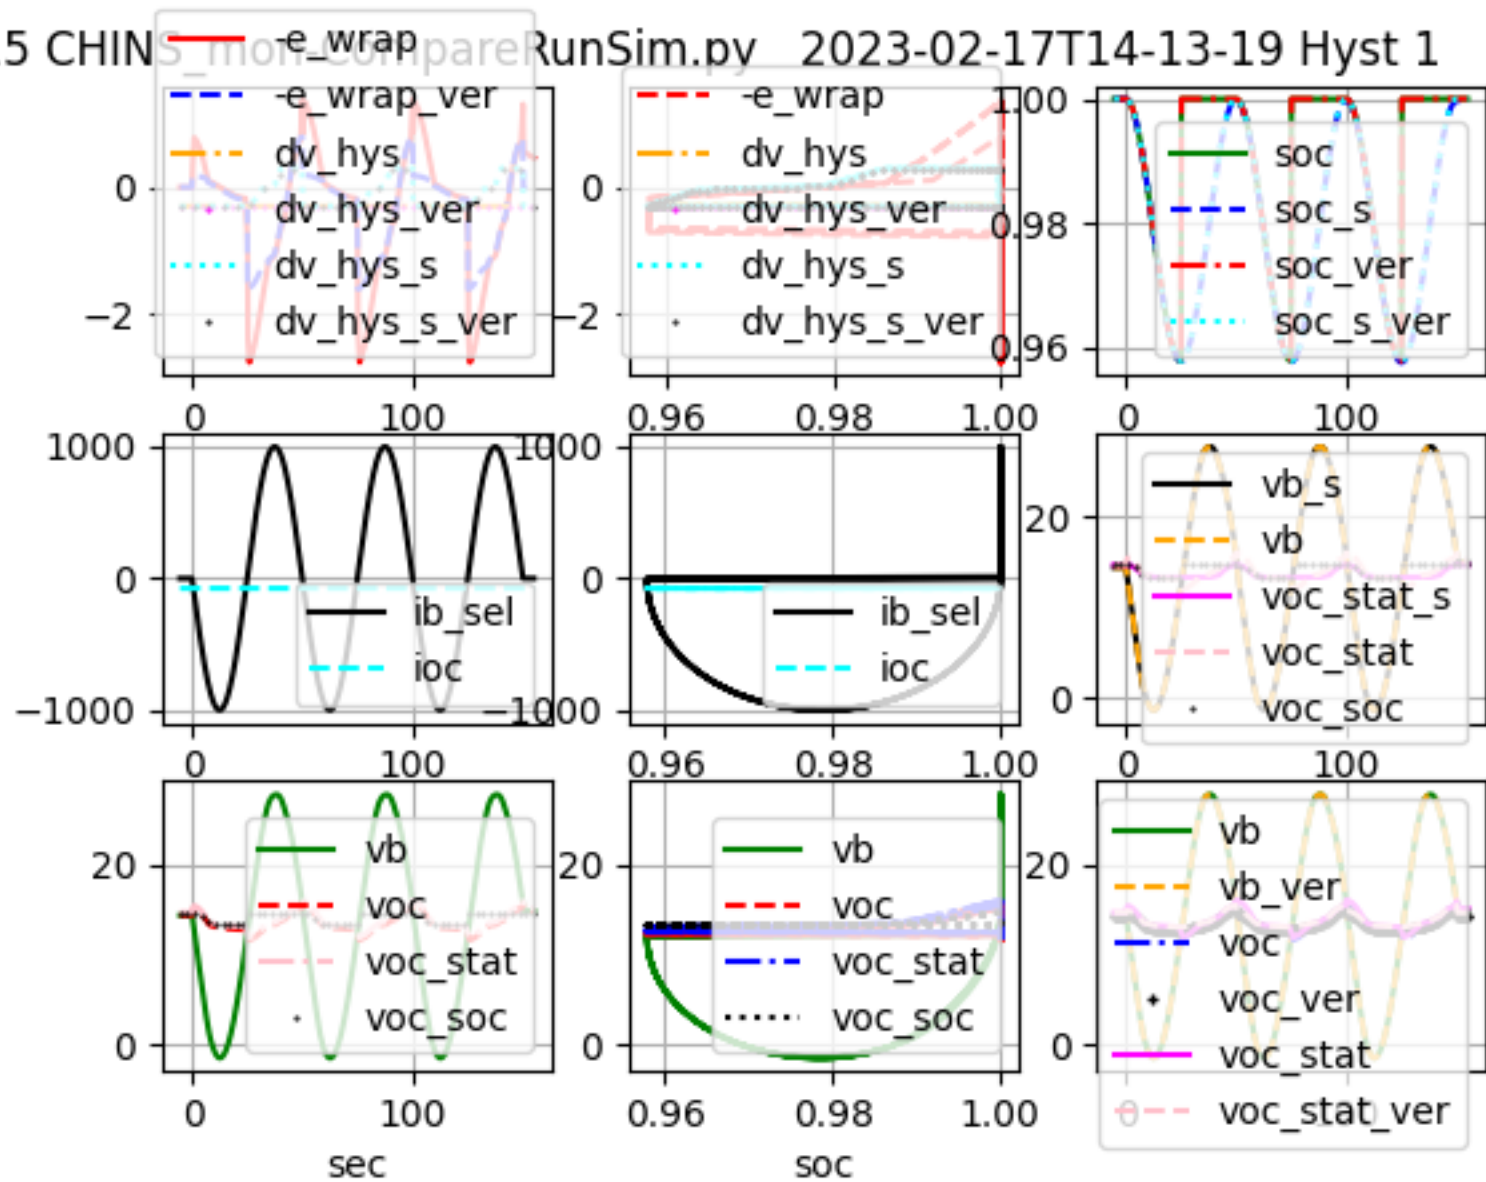 5 CHINS_mon-CompareRunSim.py 2023-02-17T14-13-19 Hyst 1
-e_wrap
-e_wrap_ver
dv_hys
dv_hys_ver
dv_hys_s
dv_hys_s_ver
0
−2
0
100
-e_wrap
dv_hys
dv_hys_ver
dv_hys_s
dv_hys_s_ver
0
−2
0.96
0.98
1.00
soc
soc_s
soc_ver
soc_s_ver
1.00
0.98
0.96
0
100
1000
0
−1000
ib_sel
ioc
0
100
1000
0
−1000
ib_sel
ioc
0.96
0.98
1.00
20
0
vb_s
vb
voc_stat_s
voc_stat
voc_soc
0
100
20
0
vb
voc
voc_stat
voc_soc
0
100
sec
20
0
vb
voc
voc_stat
voc_soc
0.96
0.98
1.00
soc
20
0
vb
vb_ver
voc
voc_ver
voc_stat
voc_stat_ver
0